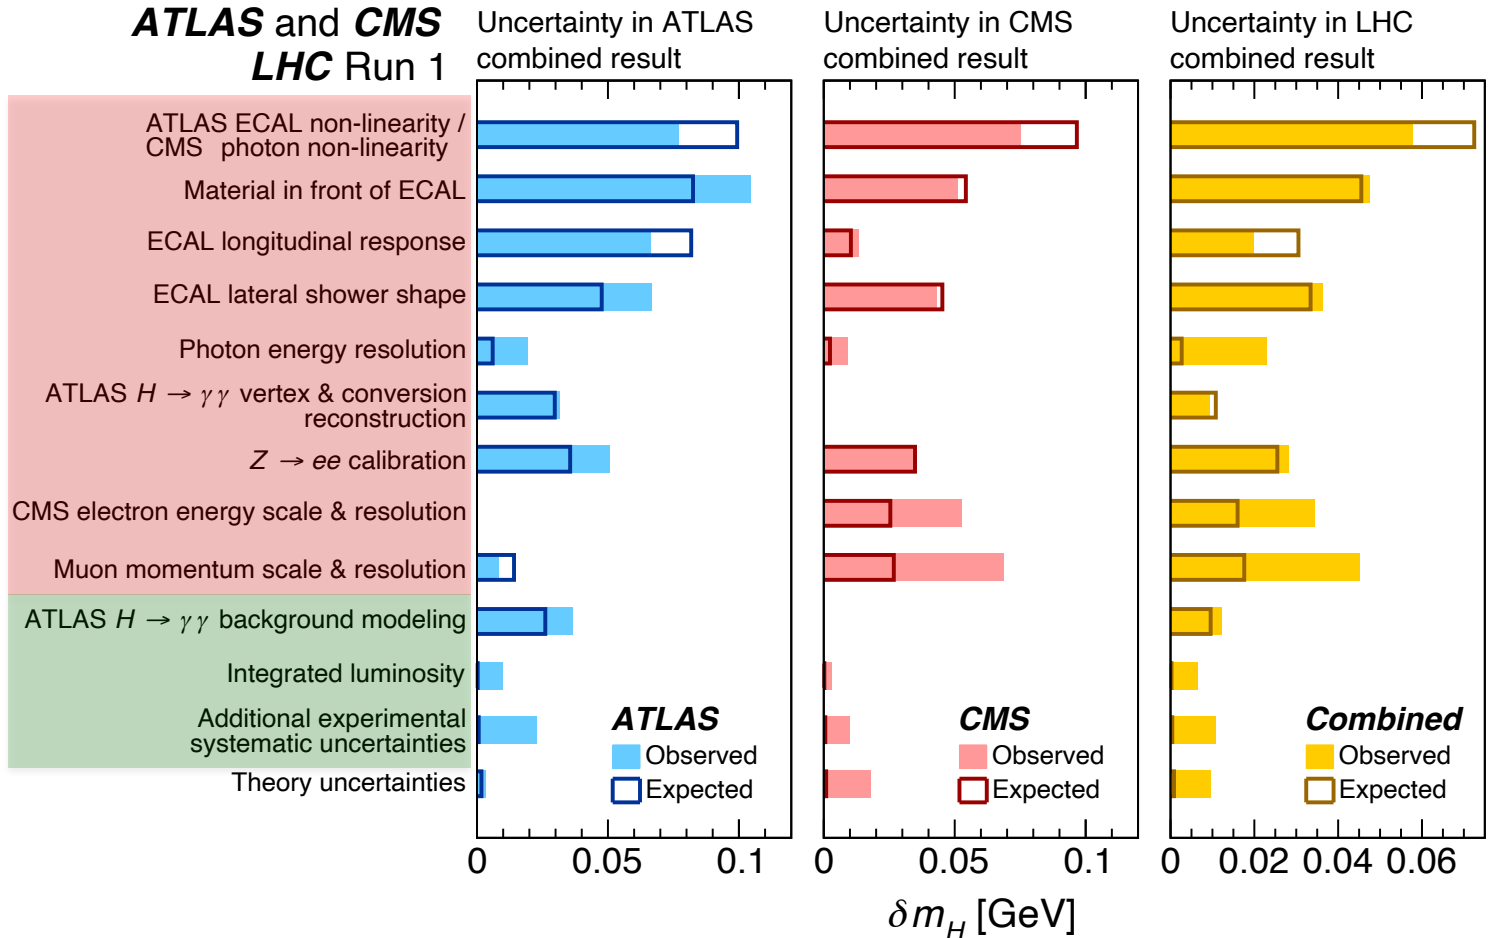 ATLAS and CMS
LHC Run 1
Uncertainty in ATLAS
combined result
Uncertainty in CMS
combined result
Uncertainty in LHC
combined result
ATLAS ECAL non-linearity /
CMS photon non-linearity
Material in front of ECAL
ECAL longitudinal response
ECAL lateral shower shape
Photon energy resolution
ATLAS H → γγ vertex & conversion
reconstruction
Z → ee calibration
CMS electron energy scale & resolution
Muon momentum scale & resolution
ATLAS H → γγ background modeling
Integrated luminosity
Additional experimental
systematic uncertainties
Theory uncertainties
ATLAS
Observed
Expected
CMS
Observed
Expected
Combined
Observed
Expected
0 0.05 0.1
0 0.05 0.1
0 0.02 0.04 0.06
δm_H [GeV]